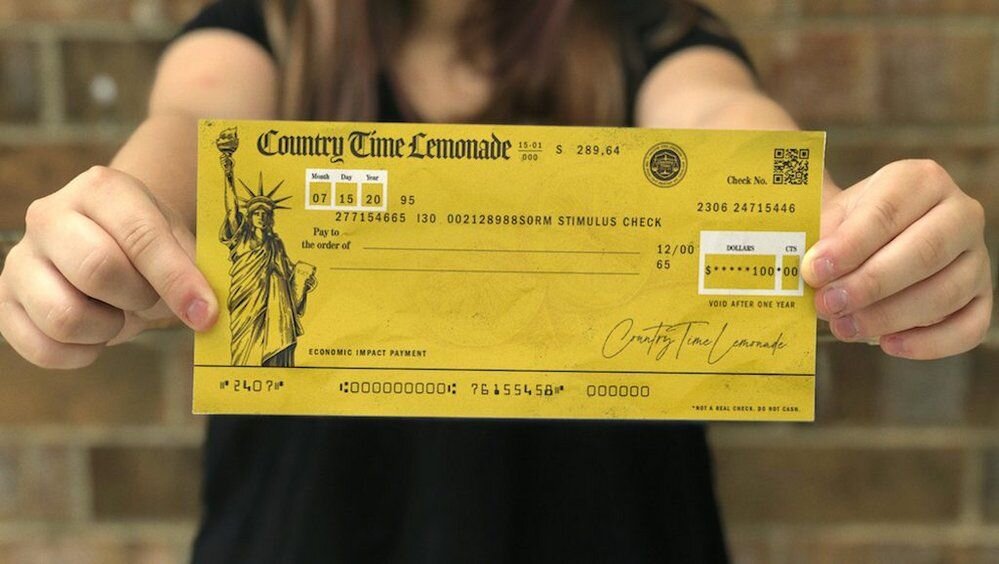 Country Time Lemonade 15-01 000 $ 289,64
Month Day Year
07 15 20 95
Check No.
2306 24715446
277154665 I30 002128988SORM STIMULUS CHECK
Pay to
the order of
12/00
65
DOLLARS CTS
$*****100*00
VOID AFTER ONE YEAR
Country Time Lemonade
ECONOMIC IMPACT PAYMENT
"2407" 000000000 76155458" 000000
*NOT A REAL CHECK. DO NOT CASH.